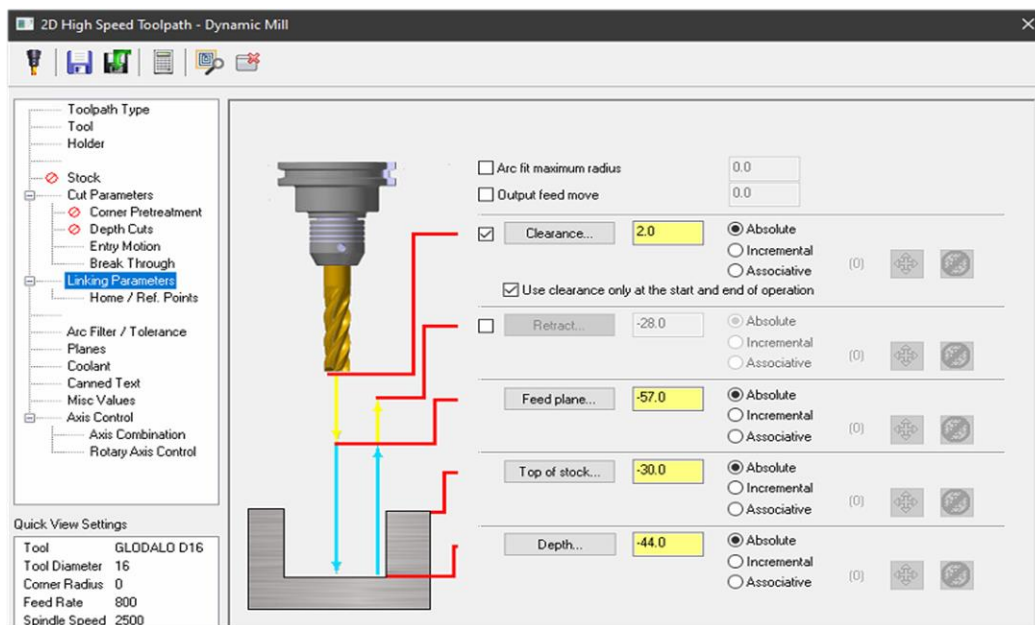 2D High Speed Toolpath - Dynamic Mill
Toolpath Type
Tool
Holder
Stock
Cut Parameters
Corner Pretreatment
Depth Cuts
Entry Motion
Break Through
Linking Parameters
Home / Ref. Points
Arc Filter / Tolerance
Planes
Coolant
Canned Text
Misc Values
Axis Control
Axis Combination
Rotary Axis Control
Quick View Settings
Tool GLODALO D16
Tool Diameter 16
Corner Radius 0
Feed Rate 800
Spindle Speed 2500
Arc fit maximum radius 0.0
Output feed move 0.0
Clearance... 2.0 Absolute
Incremental
Associative (0)
Use clearance only at the start and end of operation
Retract... -28.0 Absolute
Incremental
Associative (0)
Feed plane... -57.0 Absolute
Incremental
Associative (0)
Top of stock... -30.0 Absolute
Incremental
Associative (0)
Depth... -44.0 Absolute
Incremental
Associative (0)